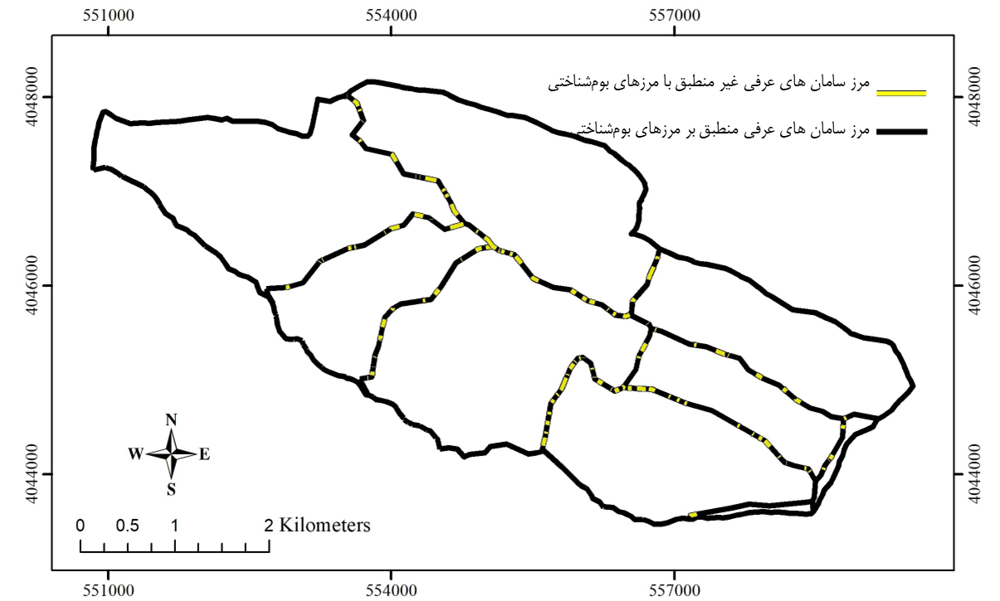 551000 554000 557000
4048000 4048000
مرز سامان های عرفی غیر منطبق با مرزهای بوم‌شناختی
مرز سامان های عرفی منطبق بر مرزهای بوم‌شناختی
4046000 4046000
N
W E
S
4044000 4044000
0 0.5 1 2 Kilometers
551000 554000 557000